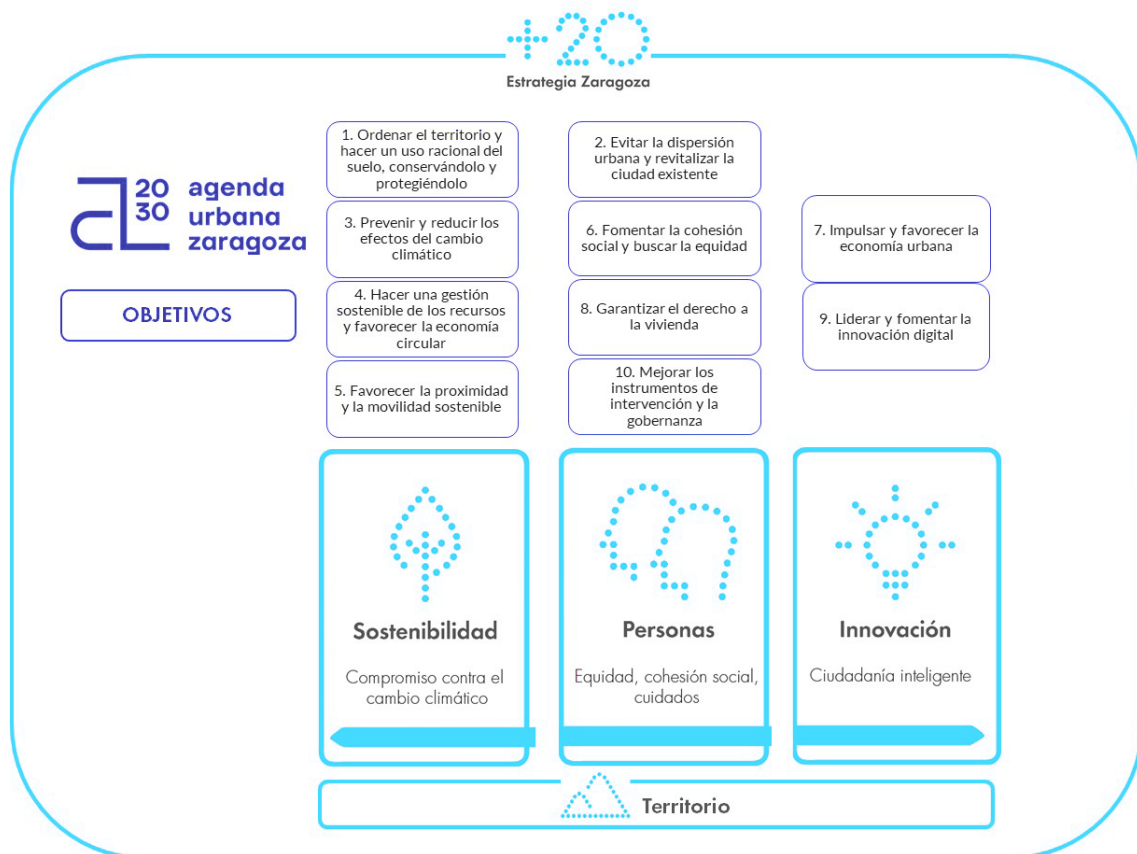 +20
Estrategia Zaragoza
20
30
agenda
urbana
zaragoza
OBJETIVOS
1. Ordenar el territorio y
hacer un uso racional del
suelo, conservándolo y
protegiéndolo
3. Prevenir y reducir los
efectos del cambio
climático
4. Hacer una gestión
sostenible de los recursos
y favorecer la economía
circular
5. Favorecer la proximidad
y la movilidad sostenible
2. Evitar la dispersión
urbana y revitalizar la
ciudad existente
6. Fomentar la cohesión
social y buscar la equidad
8. Garantizar el derecho a
la vivienda
10. Mejorar los
instrumentos de
intervención y la
gobernanza
7. Impulsar y favorecer la
economía urbana
9. Liderar y fomentar la
innovación digital
Sostenibilidad
Compromiso contra el
cambio climático
Personas
Equidad, cohesión social,
cuidados
Innovación
Ciudadanía inteligente
Territorio